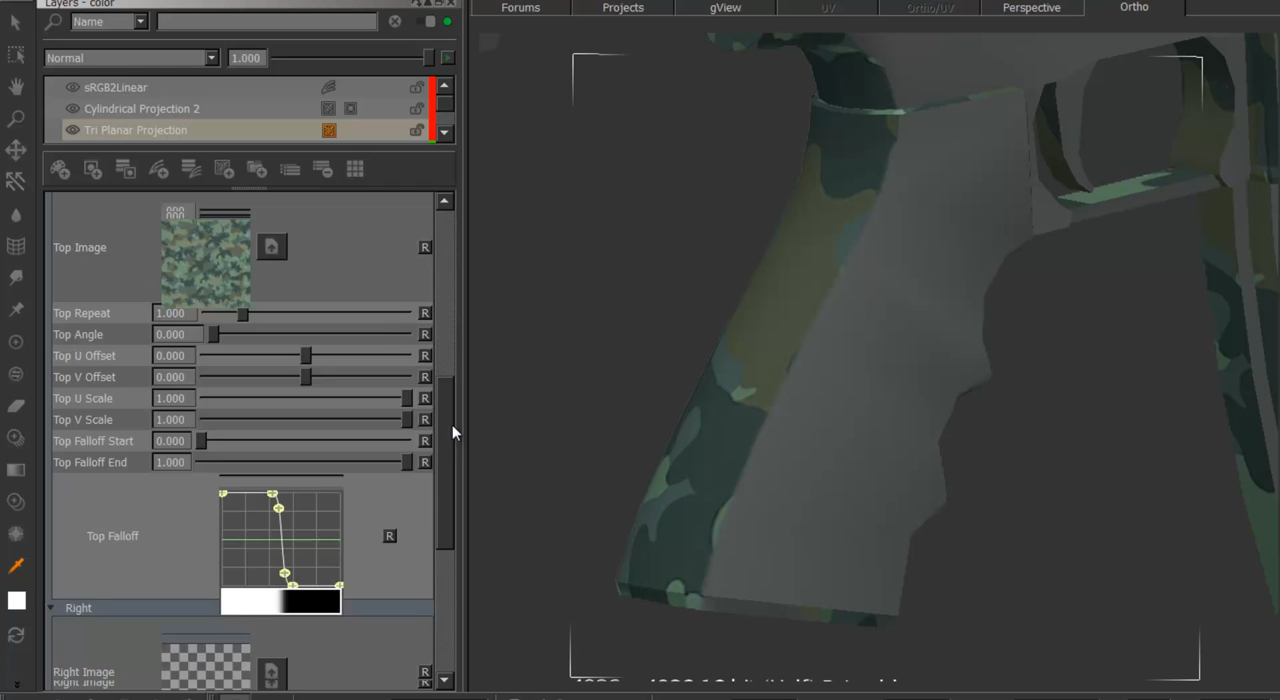 Layers - color
Forums Projects gView UV Ortho/UV Perspective Ortho
Name
Normal 1.000
sRGB2Linear
Cylindrical Projection 2
Tri Planar Projection
Top Image R
Top Repeat 1.000 R
Top Angle 0.000 R
Top U Offset 0.000 R
Top V Offset 0.000 R
Top U Scale 1.000 R
Top V Scale 1.000 R
Top Falloff Start 0.000 R
Top Falloff End 1.000 R
Top Falloff R
Right
Right Image R